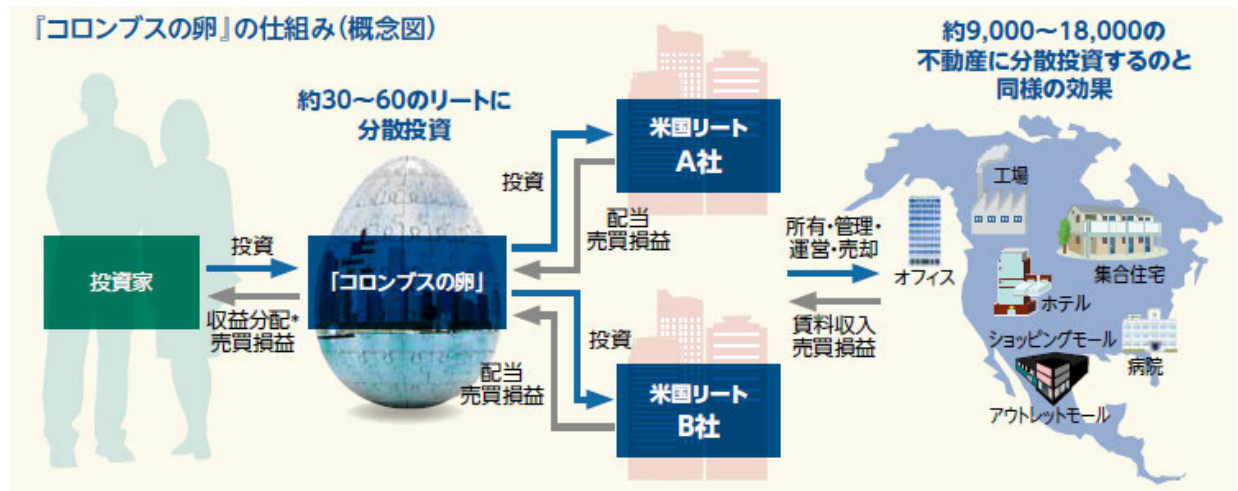 『コロンブスの卵』の仕組み（概念図）
約30～60のリートに
分散投資
約9,000～18,000の
不動産に分散投資するのと
同様の効果
投資家
投資
収益分配*
売買損益
「コロンブスの卵」
投資
配当
売買損益
投資
配当
売買損益
米国リート
A社
米国リート
B社
所有・管理・
運営・売却
賃料収入
売買損益
工場
オフィス
集合住宅
ホテル
ショッピングモール
病院
アウトレットモール